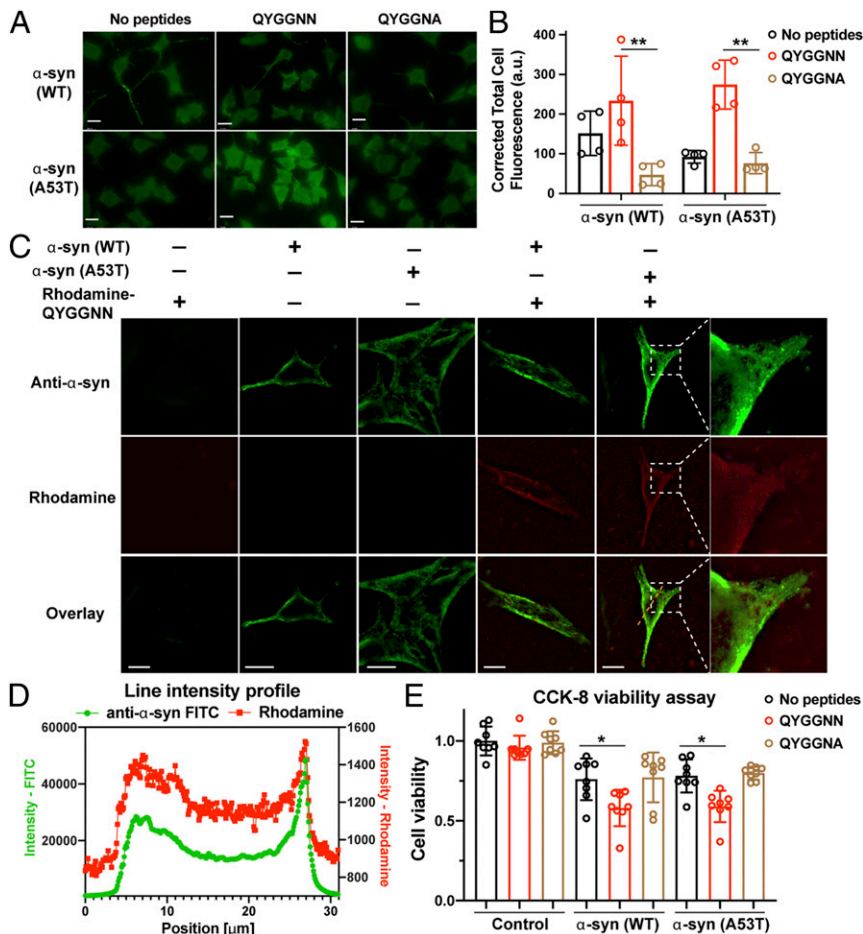 A
No peptides QYGGNN QYGGNA
α-syn
(WT)
α-syn
(A53T)
B
Corrected Total Cell
Fluorescence (a.u.)
400
300
200
100
0
** **
No peptides
QYGGNN
QYGGNA
α-syn (WT) α-syn (A53T)
C
α-syn (WT) – + – + –
α-syn (A53T) – – + – +
Rhodamine-
QYGGNN + – – + +
Anti-α-syn
Rhodamine
Overlay
D
Line intensity profile
anti-α-syn FITC Rhodamine
Intensity - FITC
60000
40000
20000
0 10 20 30
Position [μm]
1600
1400
1200
1000
800
Intensity - Rhodamine
E
CCK-8 viability assay
Cell viability
1.0
0.5
0.0
* *
No peptides
QYGGNN
QYGGNA
Control α-syn (WT) α-syn (A53T)